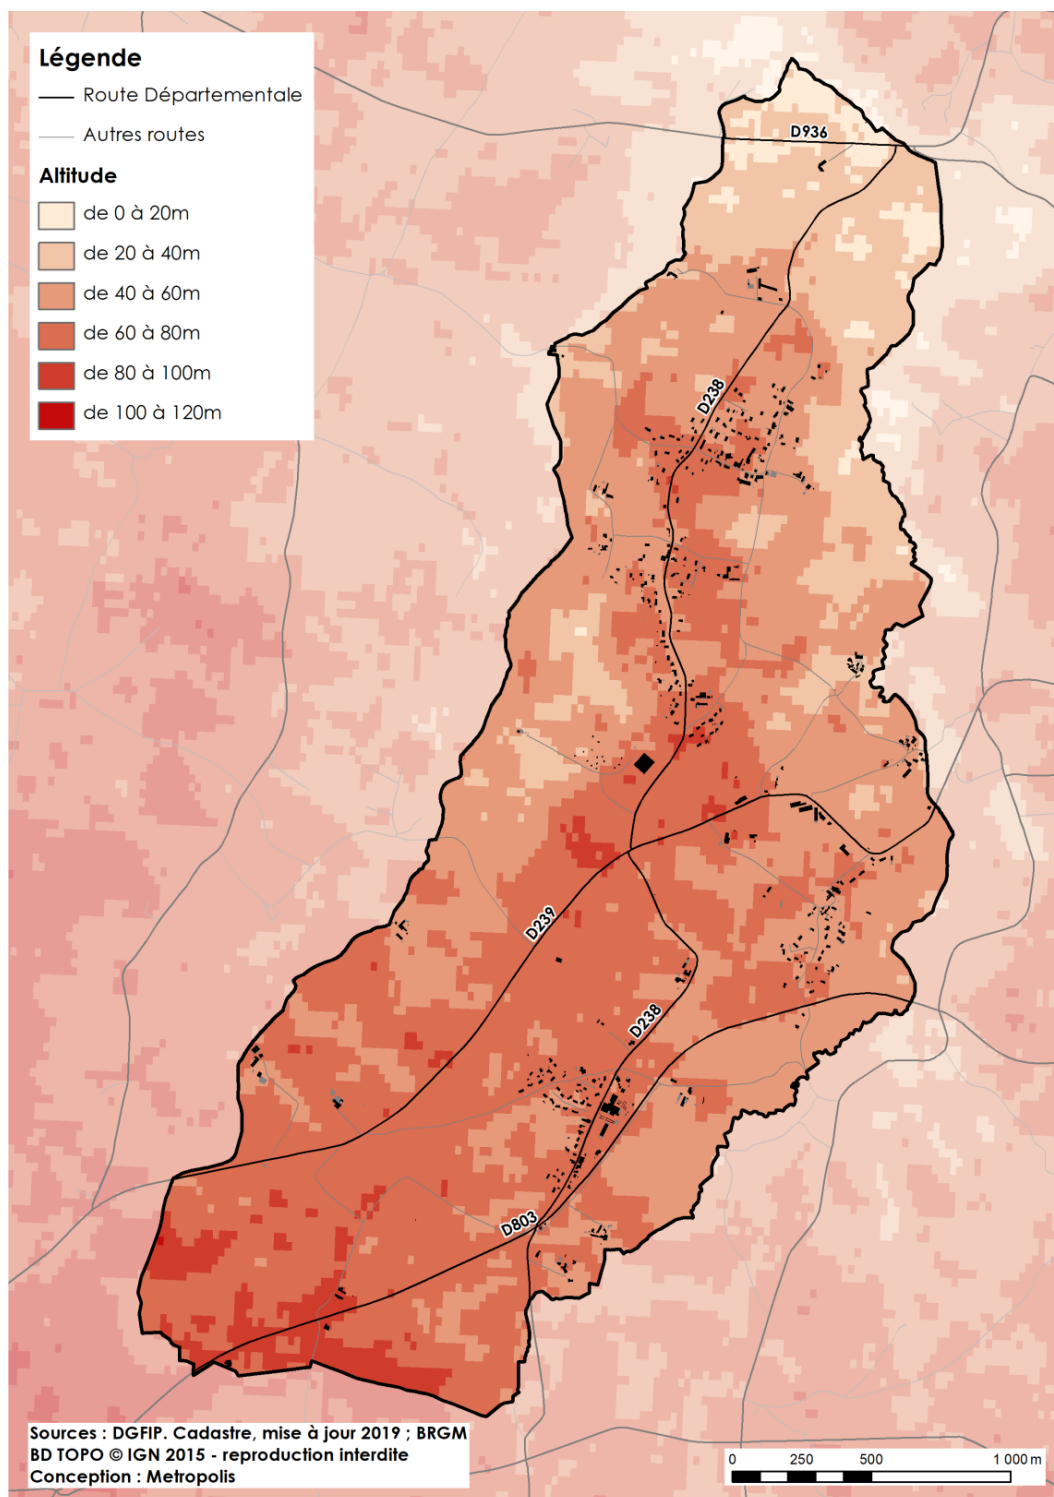 Légende
Route Départementale
Autres routes
Altitude
de 0 à 20m
de 20 à 40m
de 40 à 60m
de 60 à 80m
de 80 à 100m
de 100 à 120m
D936
D238
D239
D238
D803
Sources : DGFIP. Cadastre, mise à jour 2019 ; BRGM
BD TOPO © IGN 2015 - reproduction interdite
Conception : Metropolis
0 250 500 1 000 m